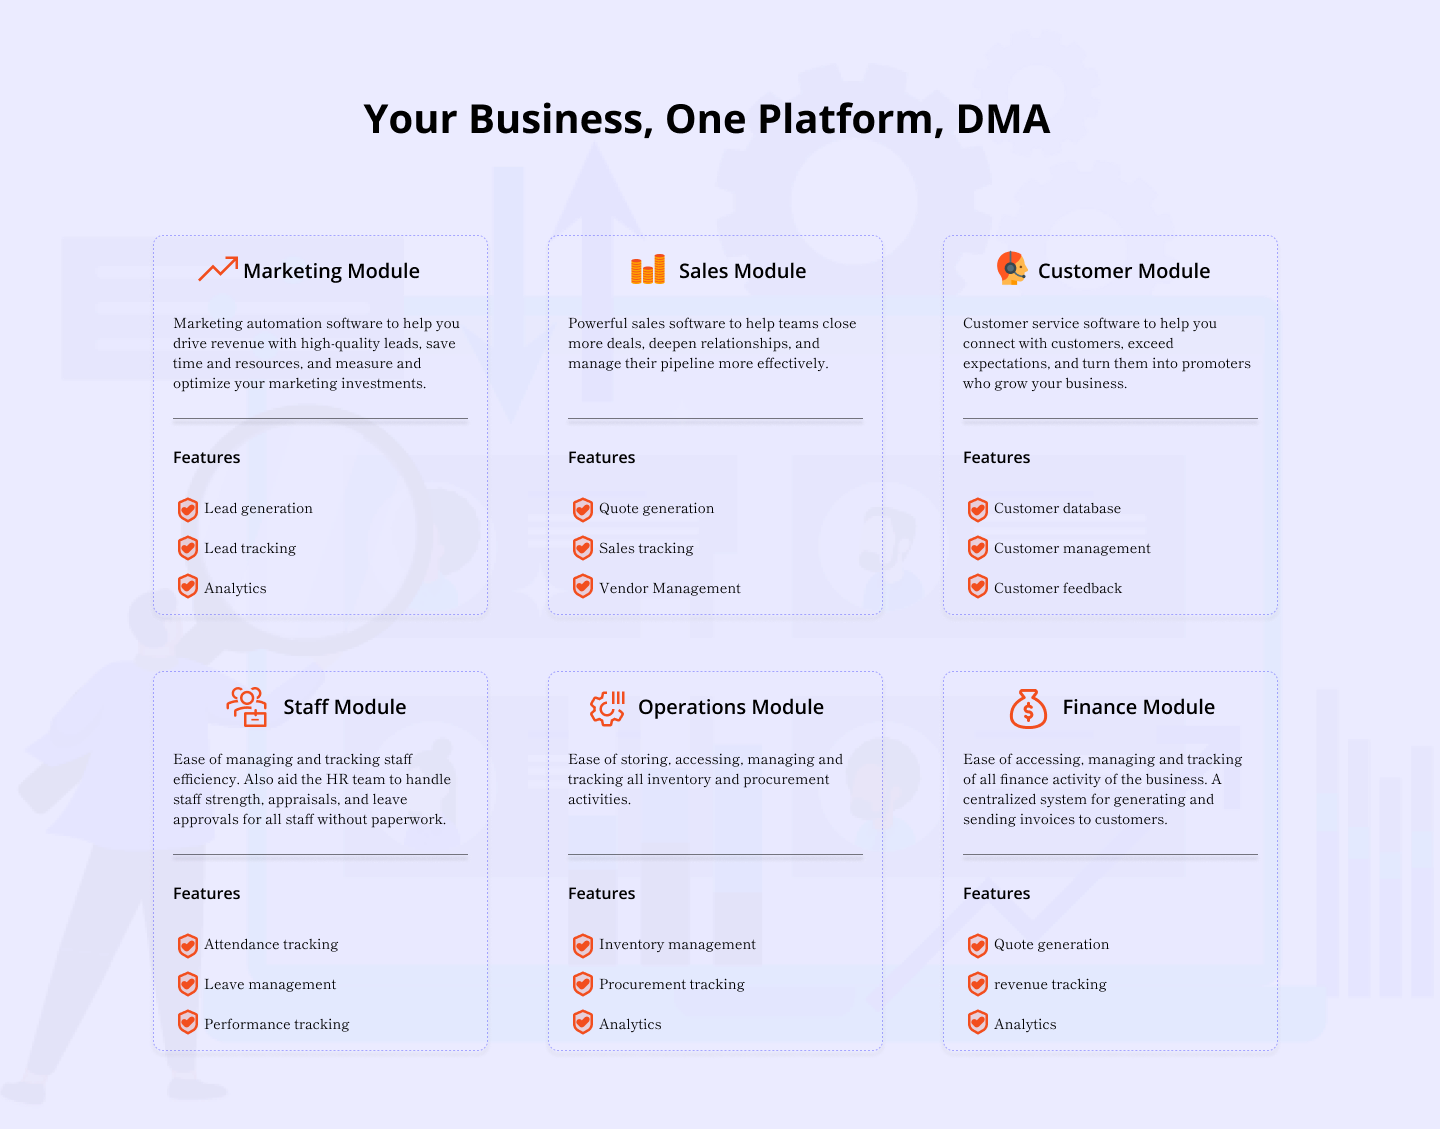 Your Business, One Platform, DMA
Marketing Module
Marketing automation software to help you
drive revenue with high-quality leads, save
time and resources, and measure and
optimize your marketing investments.
Features
Lead generation
Lead tracking
Analytics
Sales Module
Powerful sales software to help teams close
more deals, deepen relationships, and
manage their pipeline more effectively.
Features
Quote generation
Sales tracking
Vendor Management
Customer Module
Customer service software to help you
connect with customers, exceed
expectations, and turn them into promoters
who grow your business.
Features
Customer database
Customer management
Customer feedback
Staff Module
Ease of managing and tracking staff
efficiency. Also aid the HR team to handle
staff strength, appraisals, and leave
approvals for all staff without paperwork.
Features
Attendance tracking
Leave management
Performance tracking
Operations Module
Ease of storing, accessing, managing and
tracking all inventory and procurement
activities.
Features
Inventory management
Procurement tracking
Analytics
Finance Module
Ease of accessing, managing and tracking
of all finance activity of the business. A
centralized system for generating and
sending invoices to customers.
Features
Quote generation
revenue tracking
Analytics